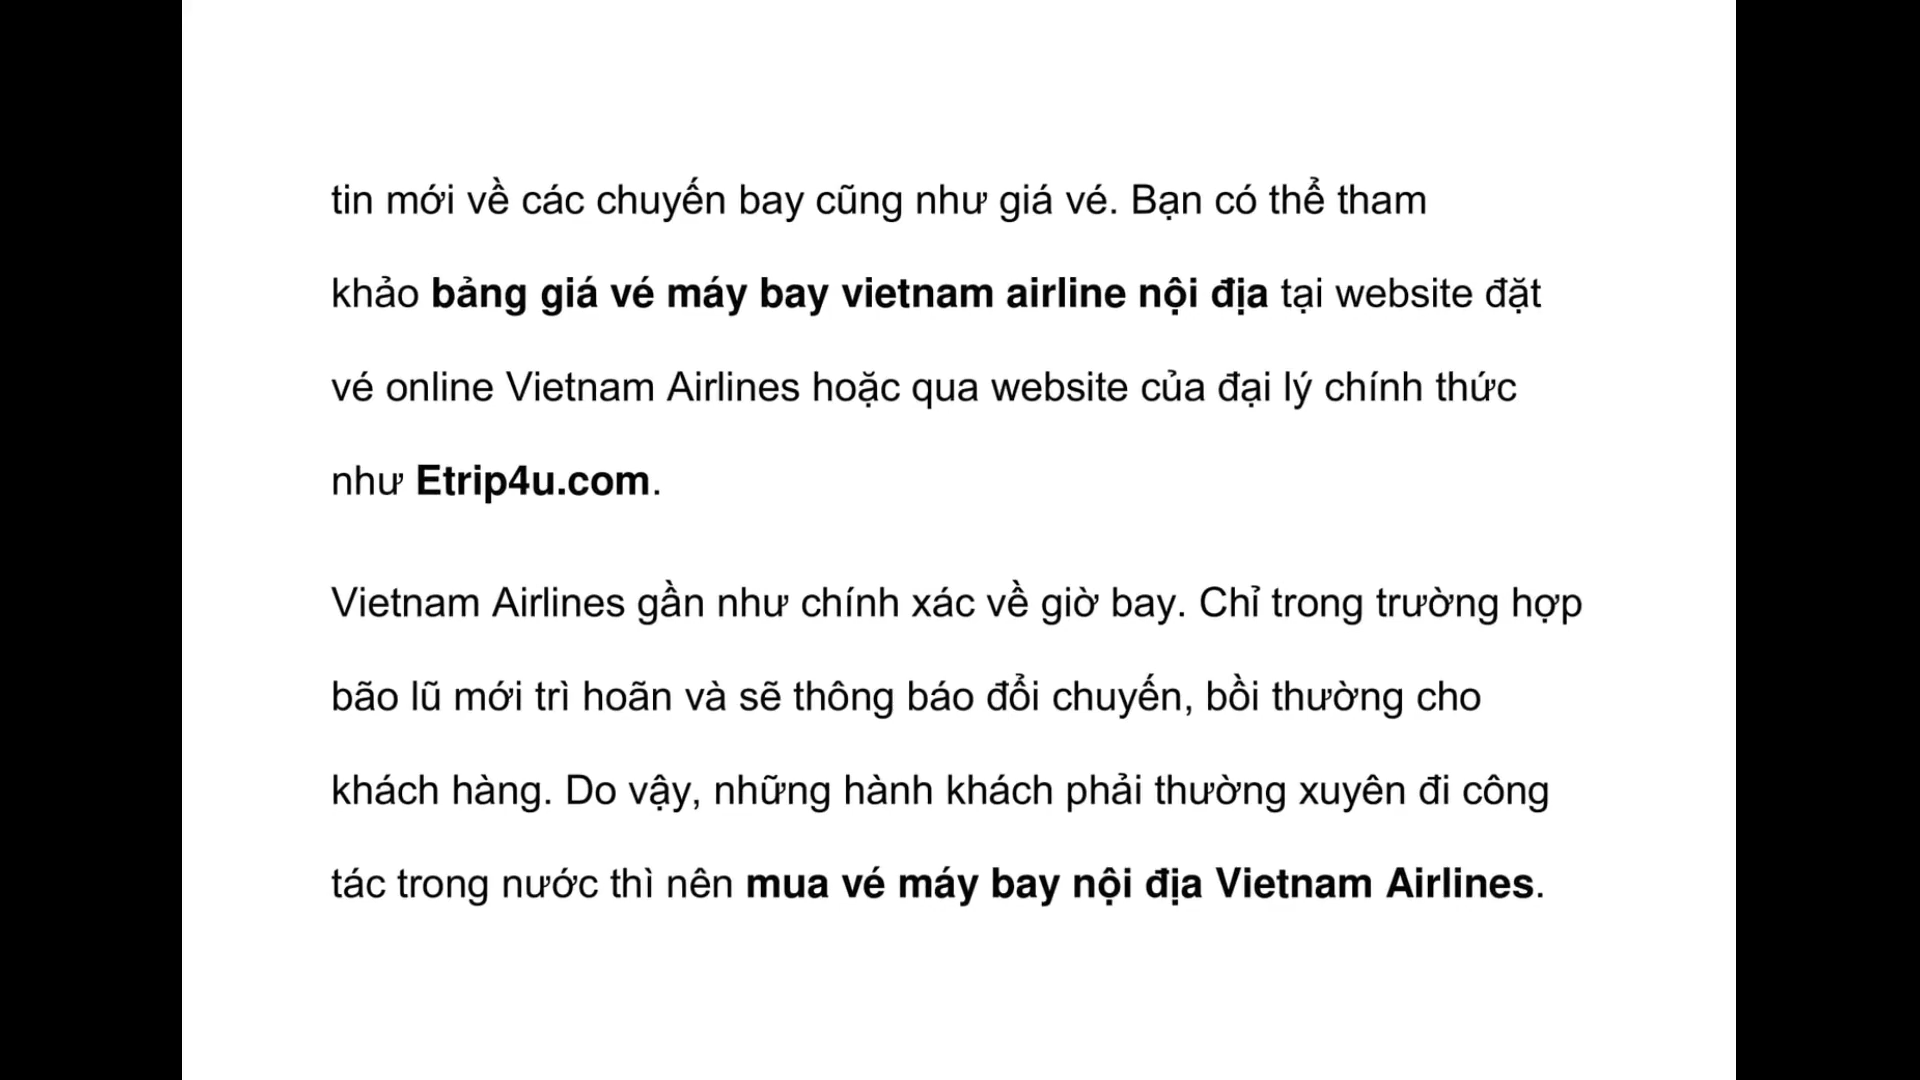 tin mới về các chuyến bay cũng như giá vé. Bạn có thể tham
khảo bảng giá vé máy bay vietnam airline nội địa tại website đặt
vé online Vietnam Airlines hoặc qua website của đại lý chính thức
như Etrip4u.com.
Vietnam Airlines gần như chính xác về giờ bay. Chỉ trong trường hợp
bão lũ mới trì hoãn và sẽ thông báo đổi chuyến, bồi thường cho
khách hàng. Do vậy, những hành khách phải thường xuyên đi công
tác trong nước thì nên mua vé máy bay nội địa Vietnam Airlines.